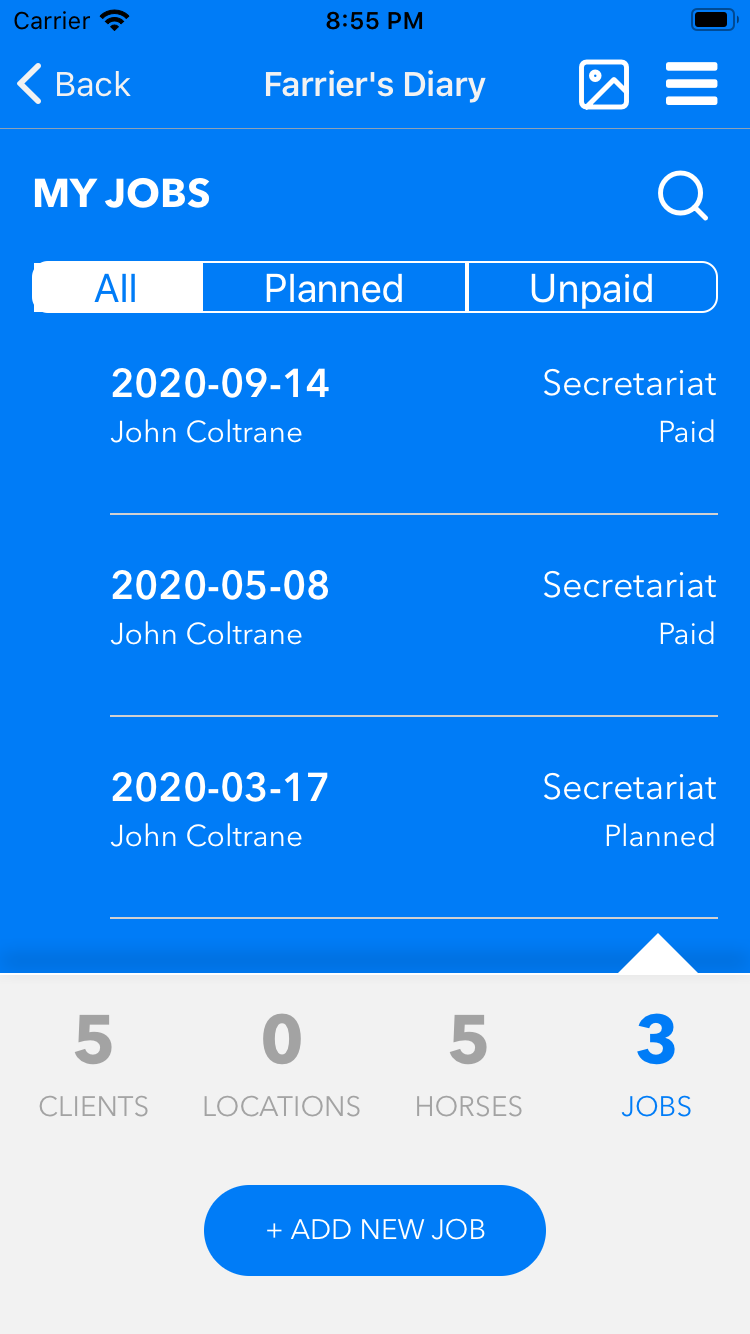 Carrier 8:55 PM
Back Farrier's Diary
MY JOBS
All Planned Unpaid
2020-09-14 Secretariat
John Coltrane Paid
2020-05-08 Secretariat
John Coltrane Paid
2020-03-17 Secretariat
John Coltrane Planned
5 0 5 3
CLIENTS LOCATIONS HORSES JOBS
+ ADD NEW JOB